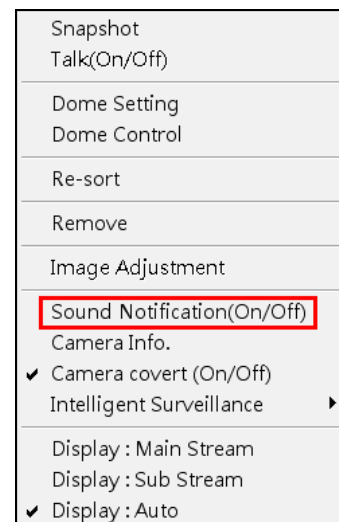 Snapshot
Talk(On/Off)
Dome Setting
Dome Control
Re-sort
Remove
Image Adjustment
Sound Notification(On/Off)
Camera Info.
Camera covert (On/Off)
Intelligent Surveillance
Display : Main Stream
Display : Sub Stream
Display : Auto